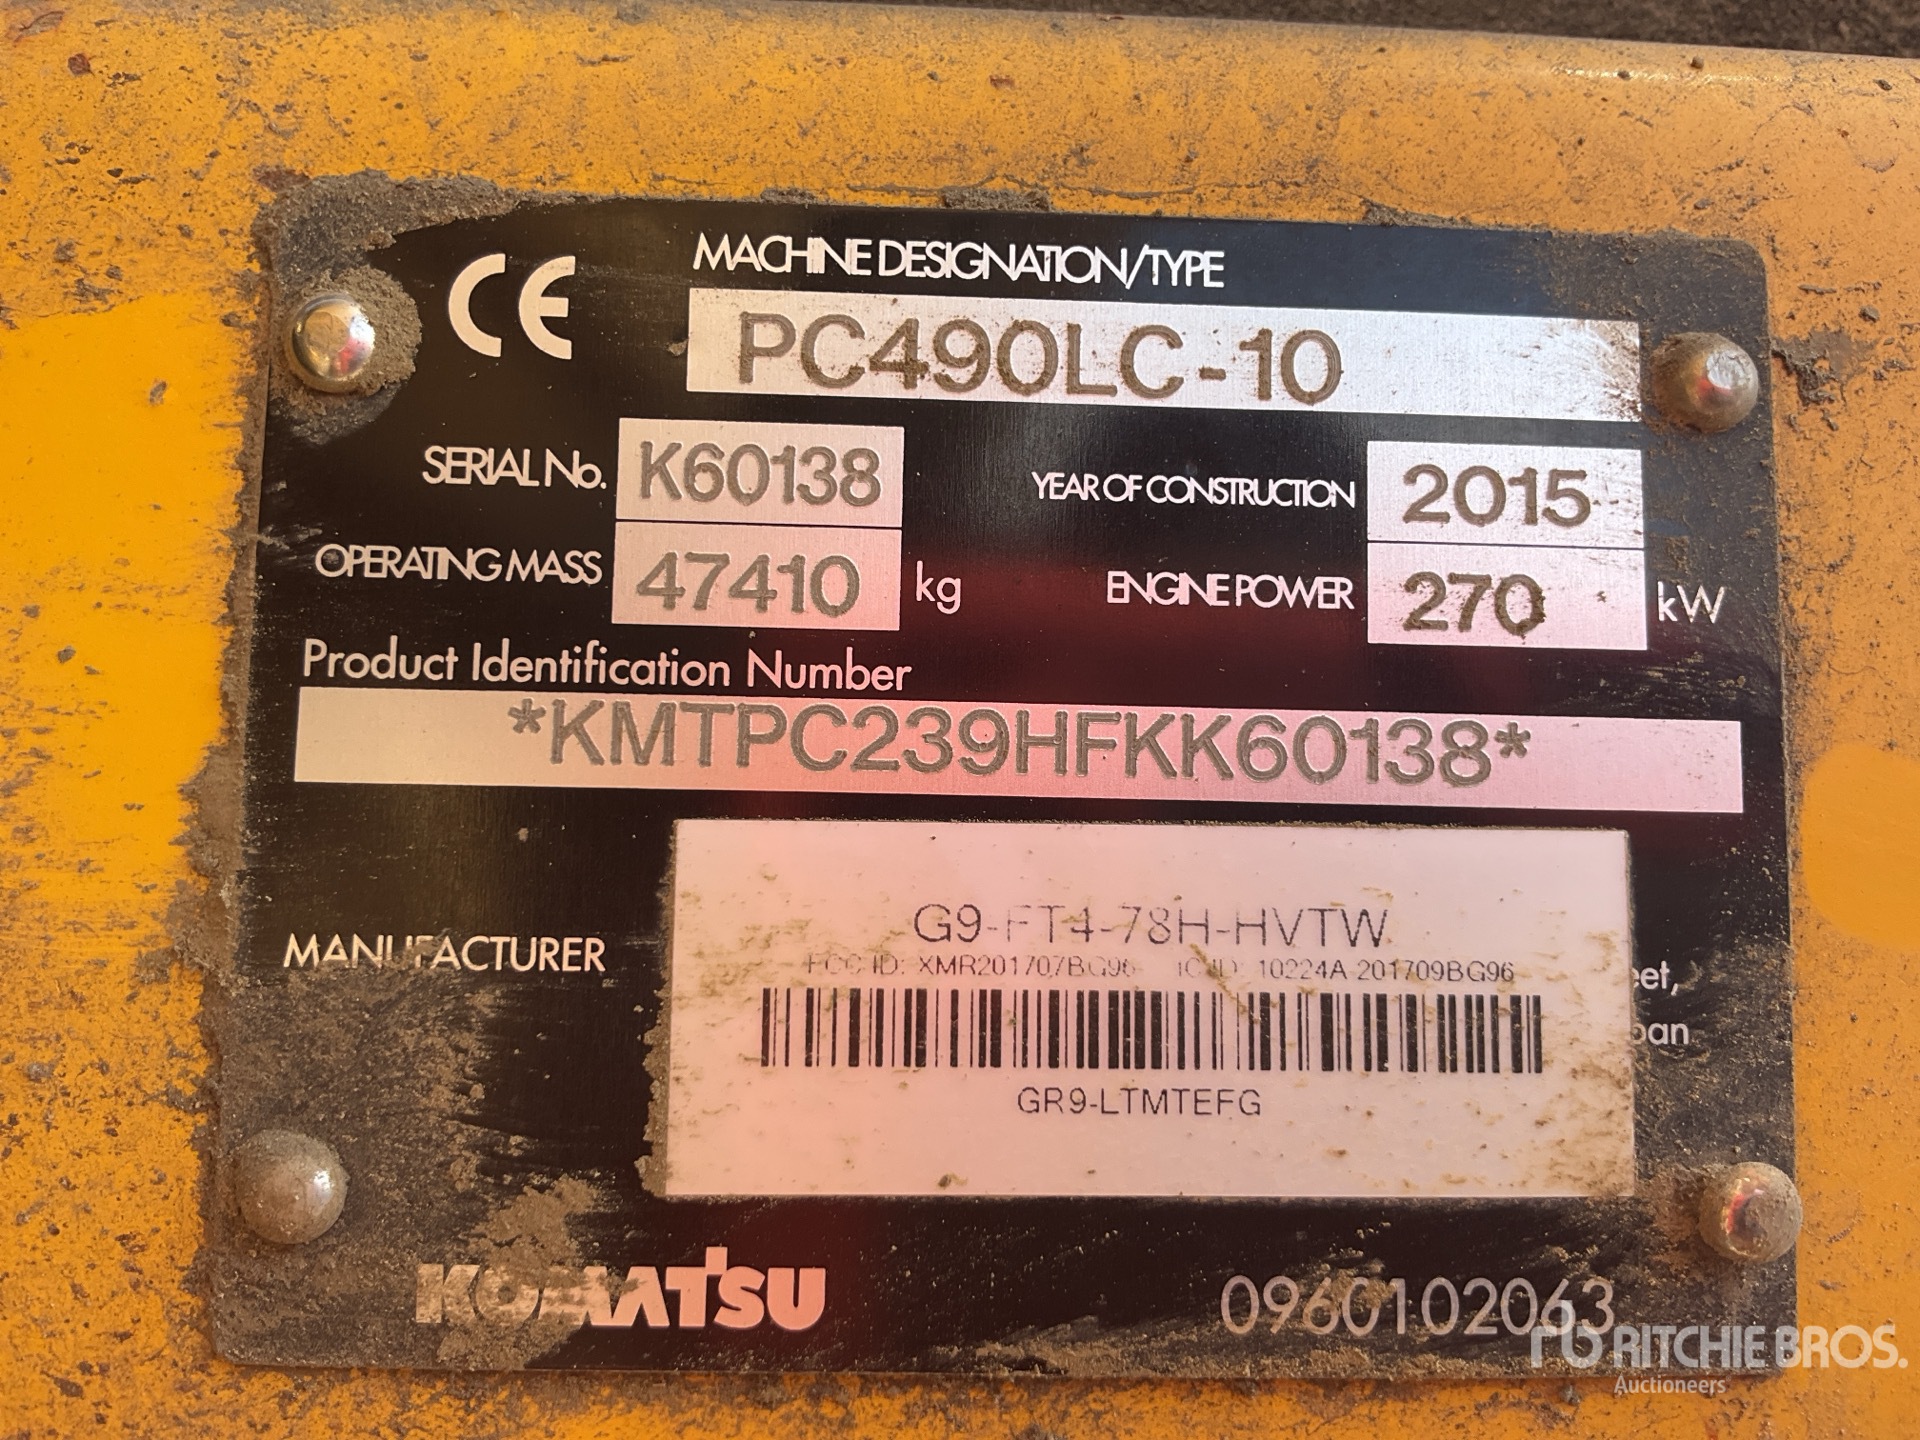 CE
MACHINE DESIGNATION/TYPE
PC490LC-10
SERIAL No. K60138
YEAR OF CONSTRUCTION 2015
OPERATING MASS 47410 kg
ENGINE POWER 270 kW
Product Identification Number
*KMTPC239HFKK60138*
MANUFACTURER
G9-FT4-78H-HVTW
FCC ID: XMR201707BG96 IC ID: 10224A-201709BG96
GR9-LTMTEFG
KOMATSU
0960102063
RITCHIE BROS.
Auctioneers